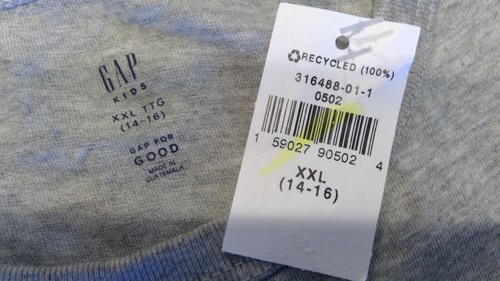 GAP
KIDS
XXL TTG
(14-16)
GAP FOR
GOOD
MADE IN
GUATEMALA
RECYCLED (100%)
316488-01-1
0502
1 59027 90502 4
XXL
(14-16)